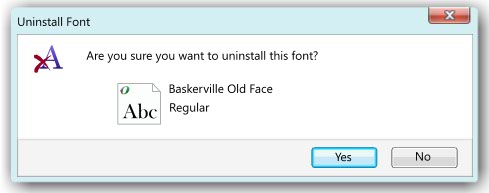 Uninstall Font
Are you sure you want to uninstall this font?
Baskerville Old Face
Abc
Regular
Yes
No